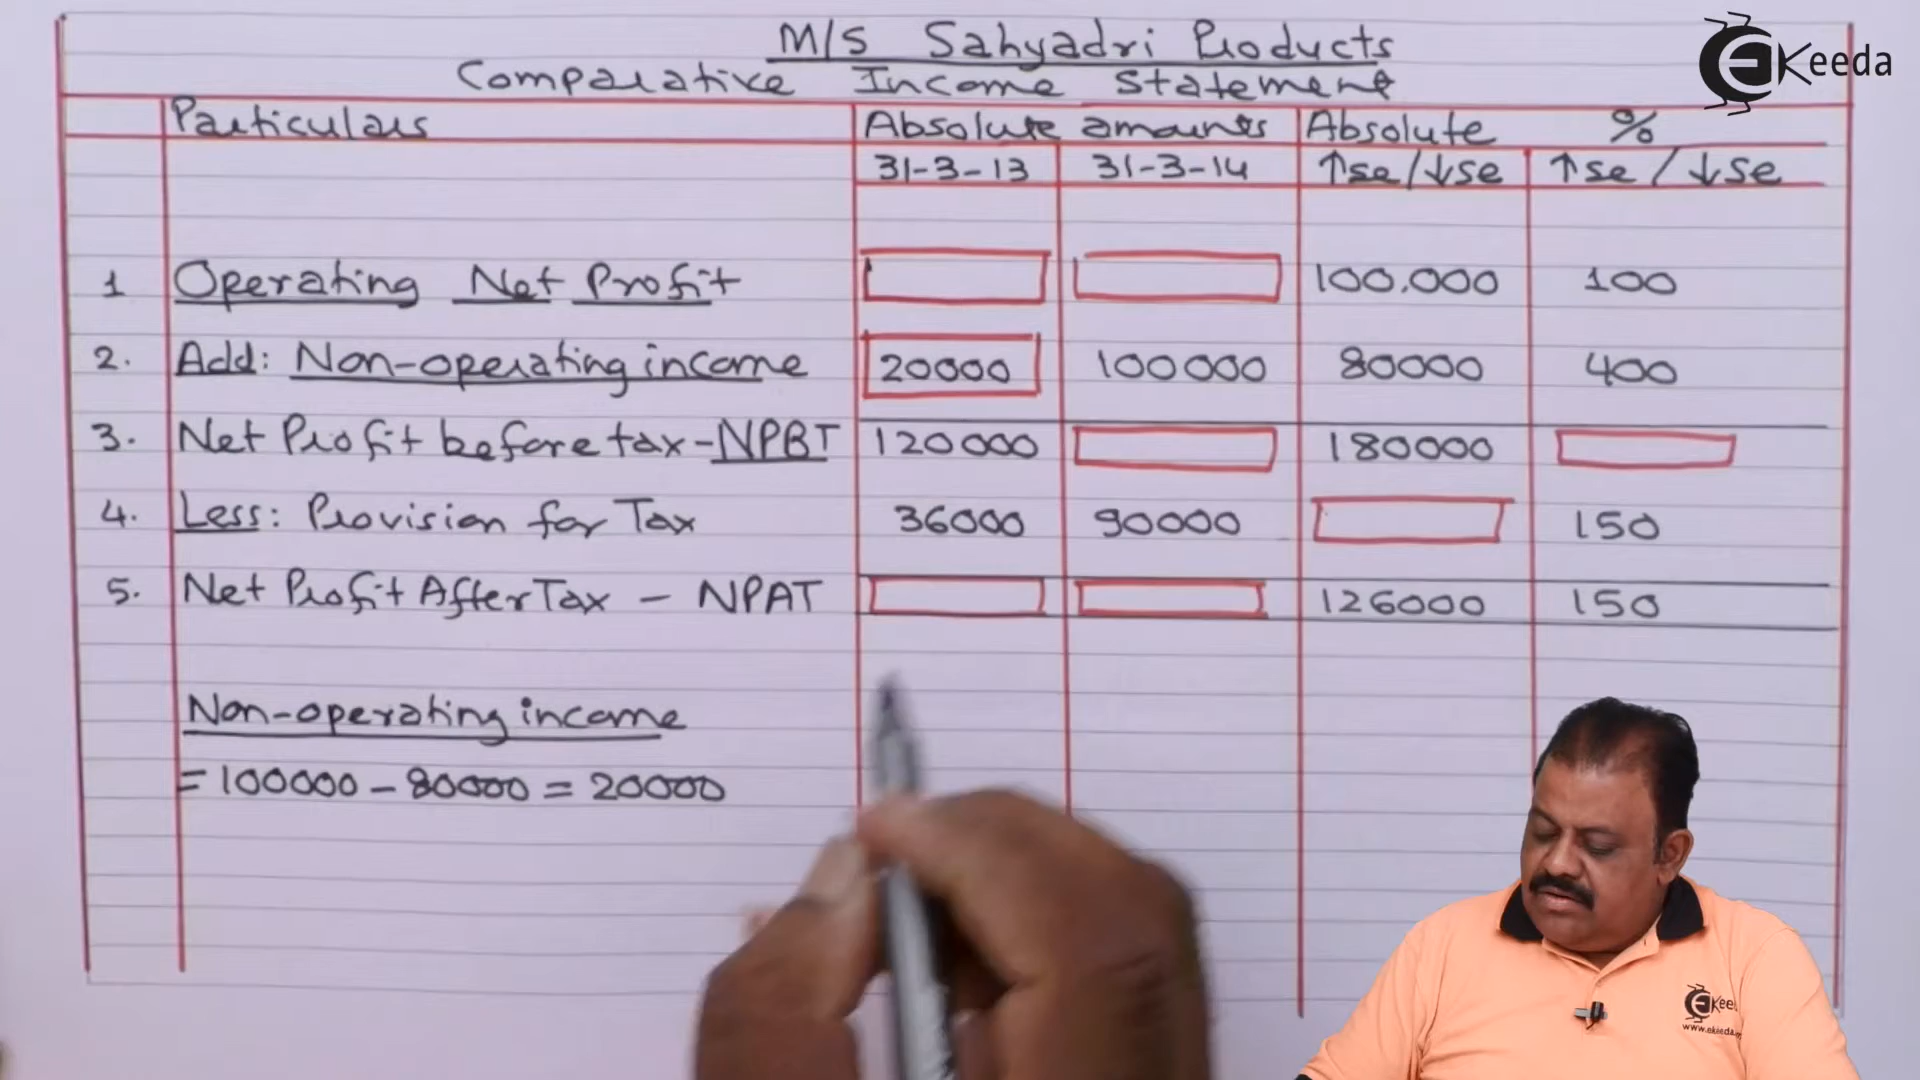 M/S Sahyadri Products
Comparative Income Statement
Keeda
Particulars Absolute amounts Absolute %
31-3-13 31-3-14 ↑se/↓se ↑se/↓se
1 Operating Net Profit 100.000 100
2. Add: Non-operating income 20000 100000 80000 400
3. Net Profit before tax-NPBT 120000 180000
4. Less: Provision for Tax 36000 90000 150
5. Net Profit After Tax - NPAT 126000 150
Non-operating income
= 100000 - 80000 = 20000